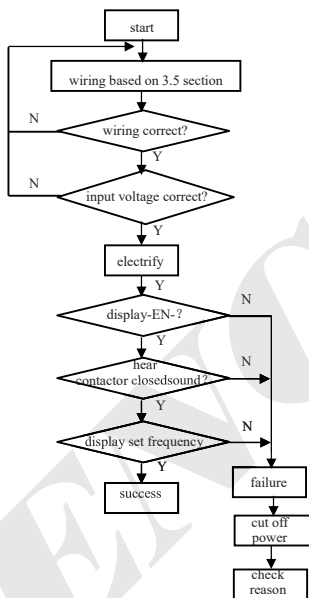 start
wiring based on 3.5 section
N
wiring correct?
Y
N
input voltage correct?
Y
electrify
Y
display-EN-?
N
Y
hear
contactor closedsound?
N
Y
display set frequency
N
Y
success
failure
cut off
power
check
reason